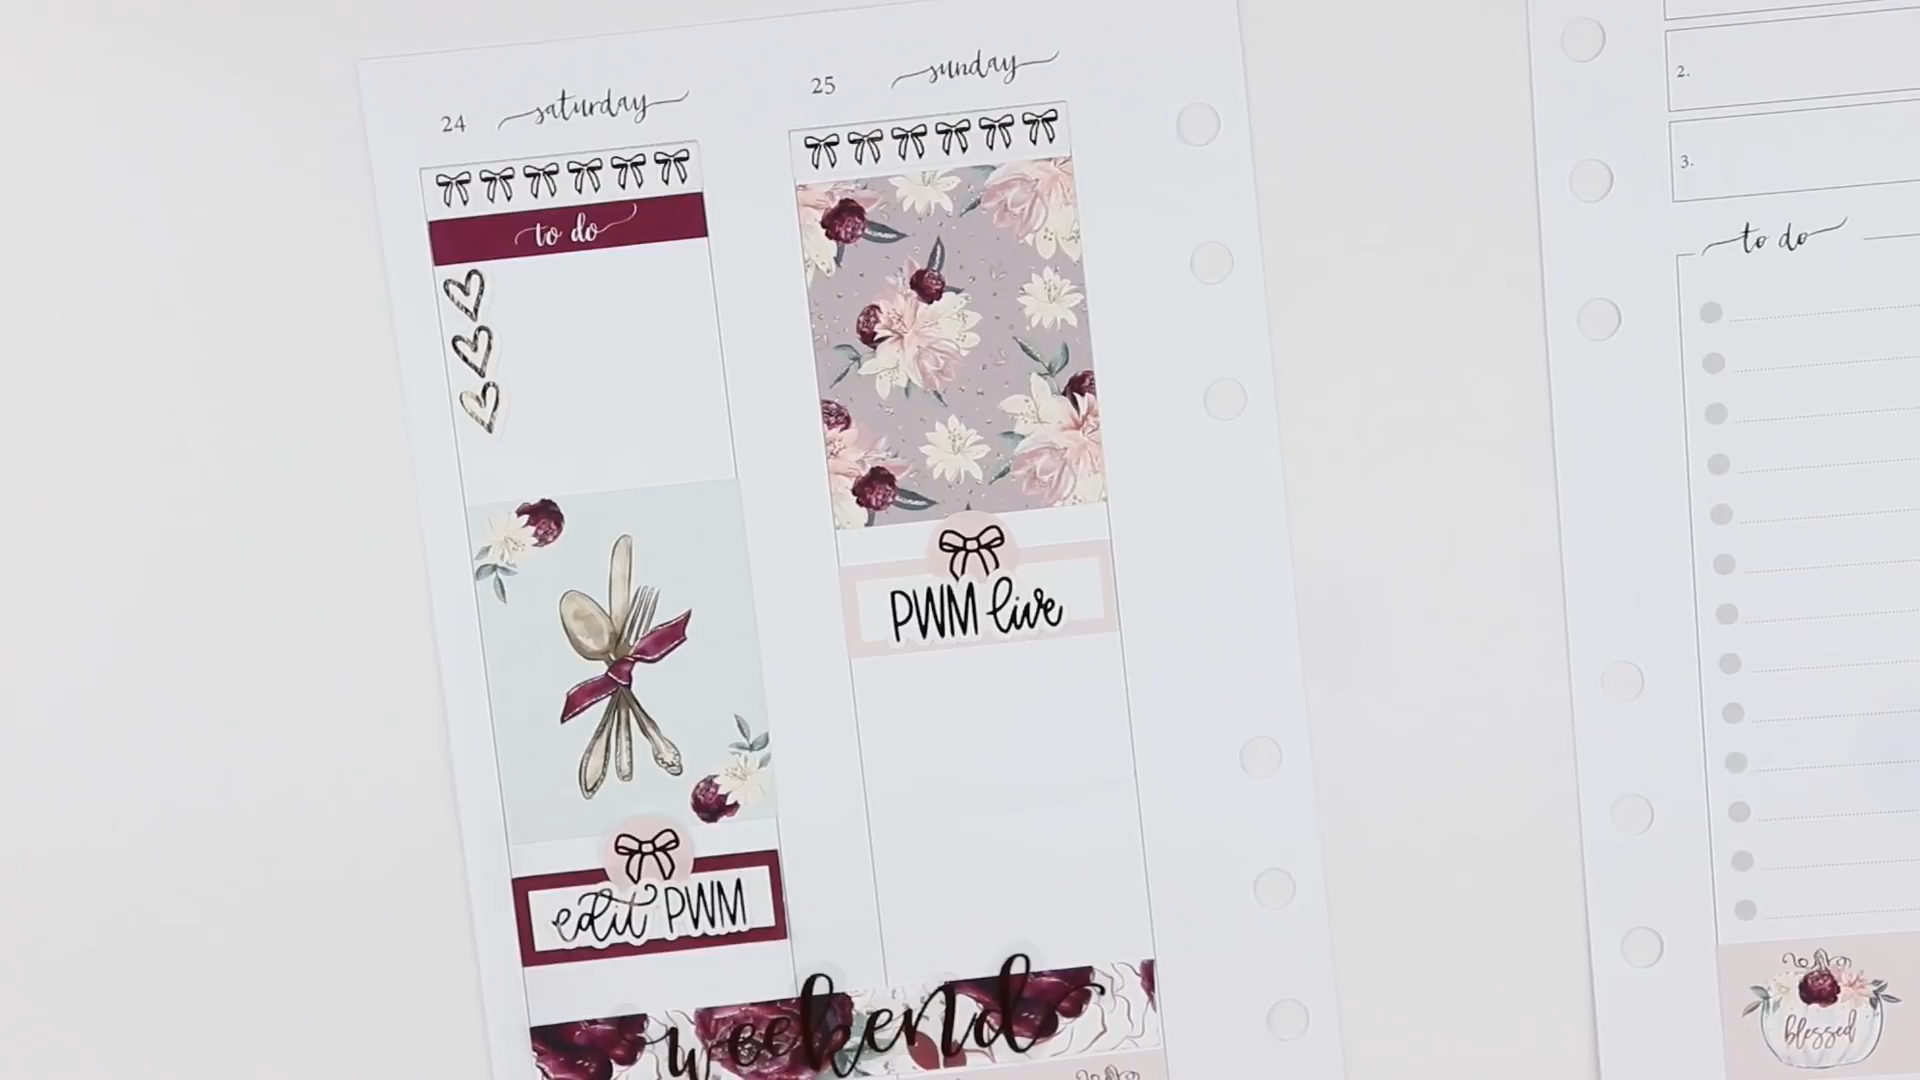 24 saturday
25 sunday
to do
edit PWM
PWM live
weekend
2.
3.
to do
blessed